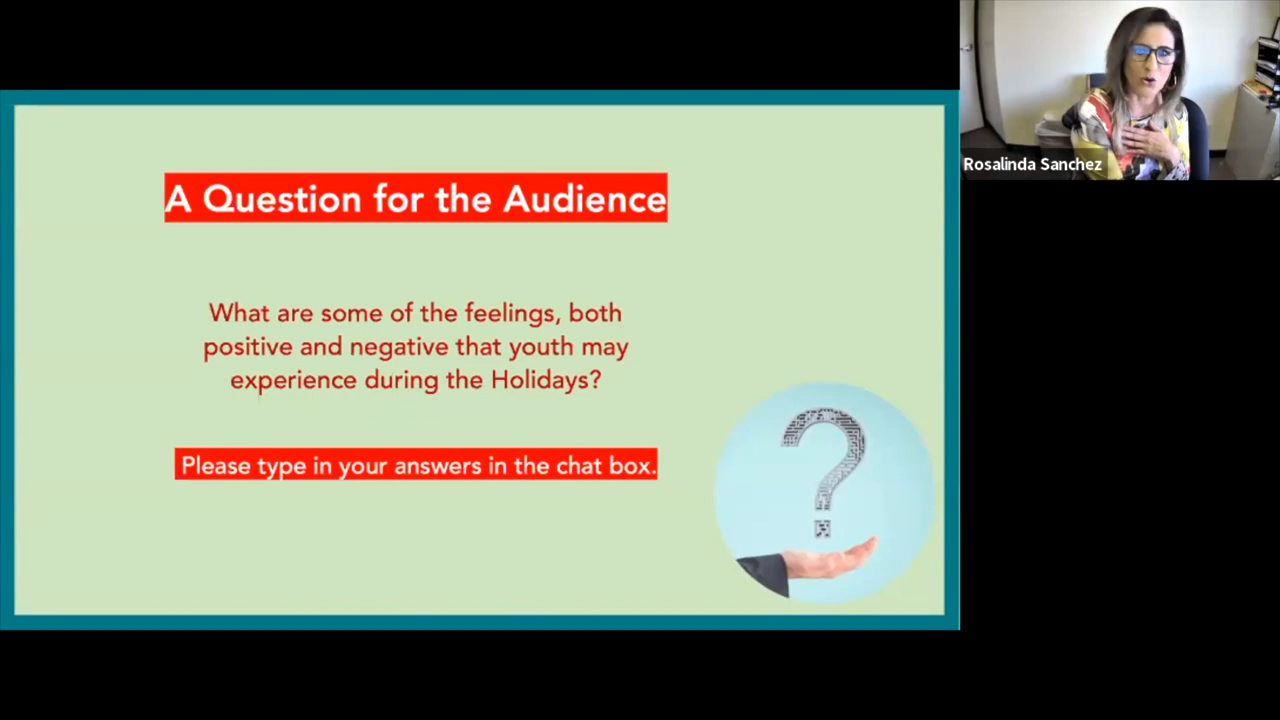 A Question for the Audience
What are some of the feelings, both
positive and negative that youth may
experience during the Holidays?
Please type in your answers in the chat box.
Rosalinda Sanchez